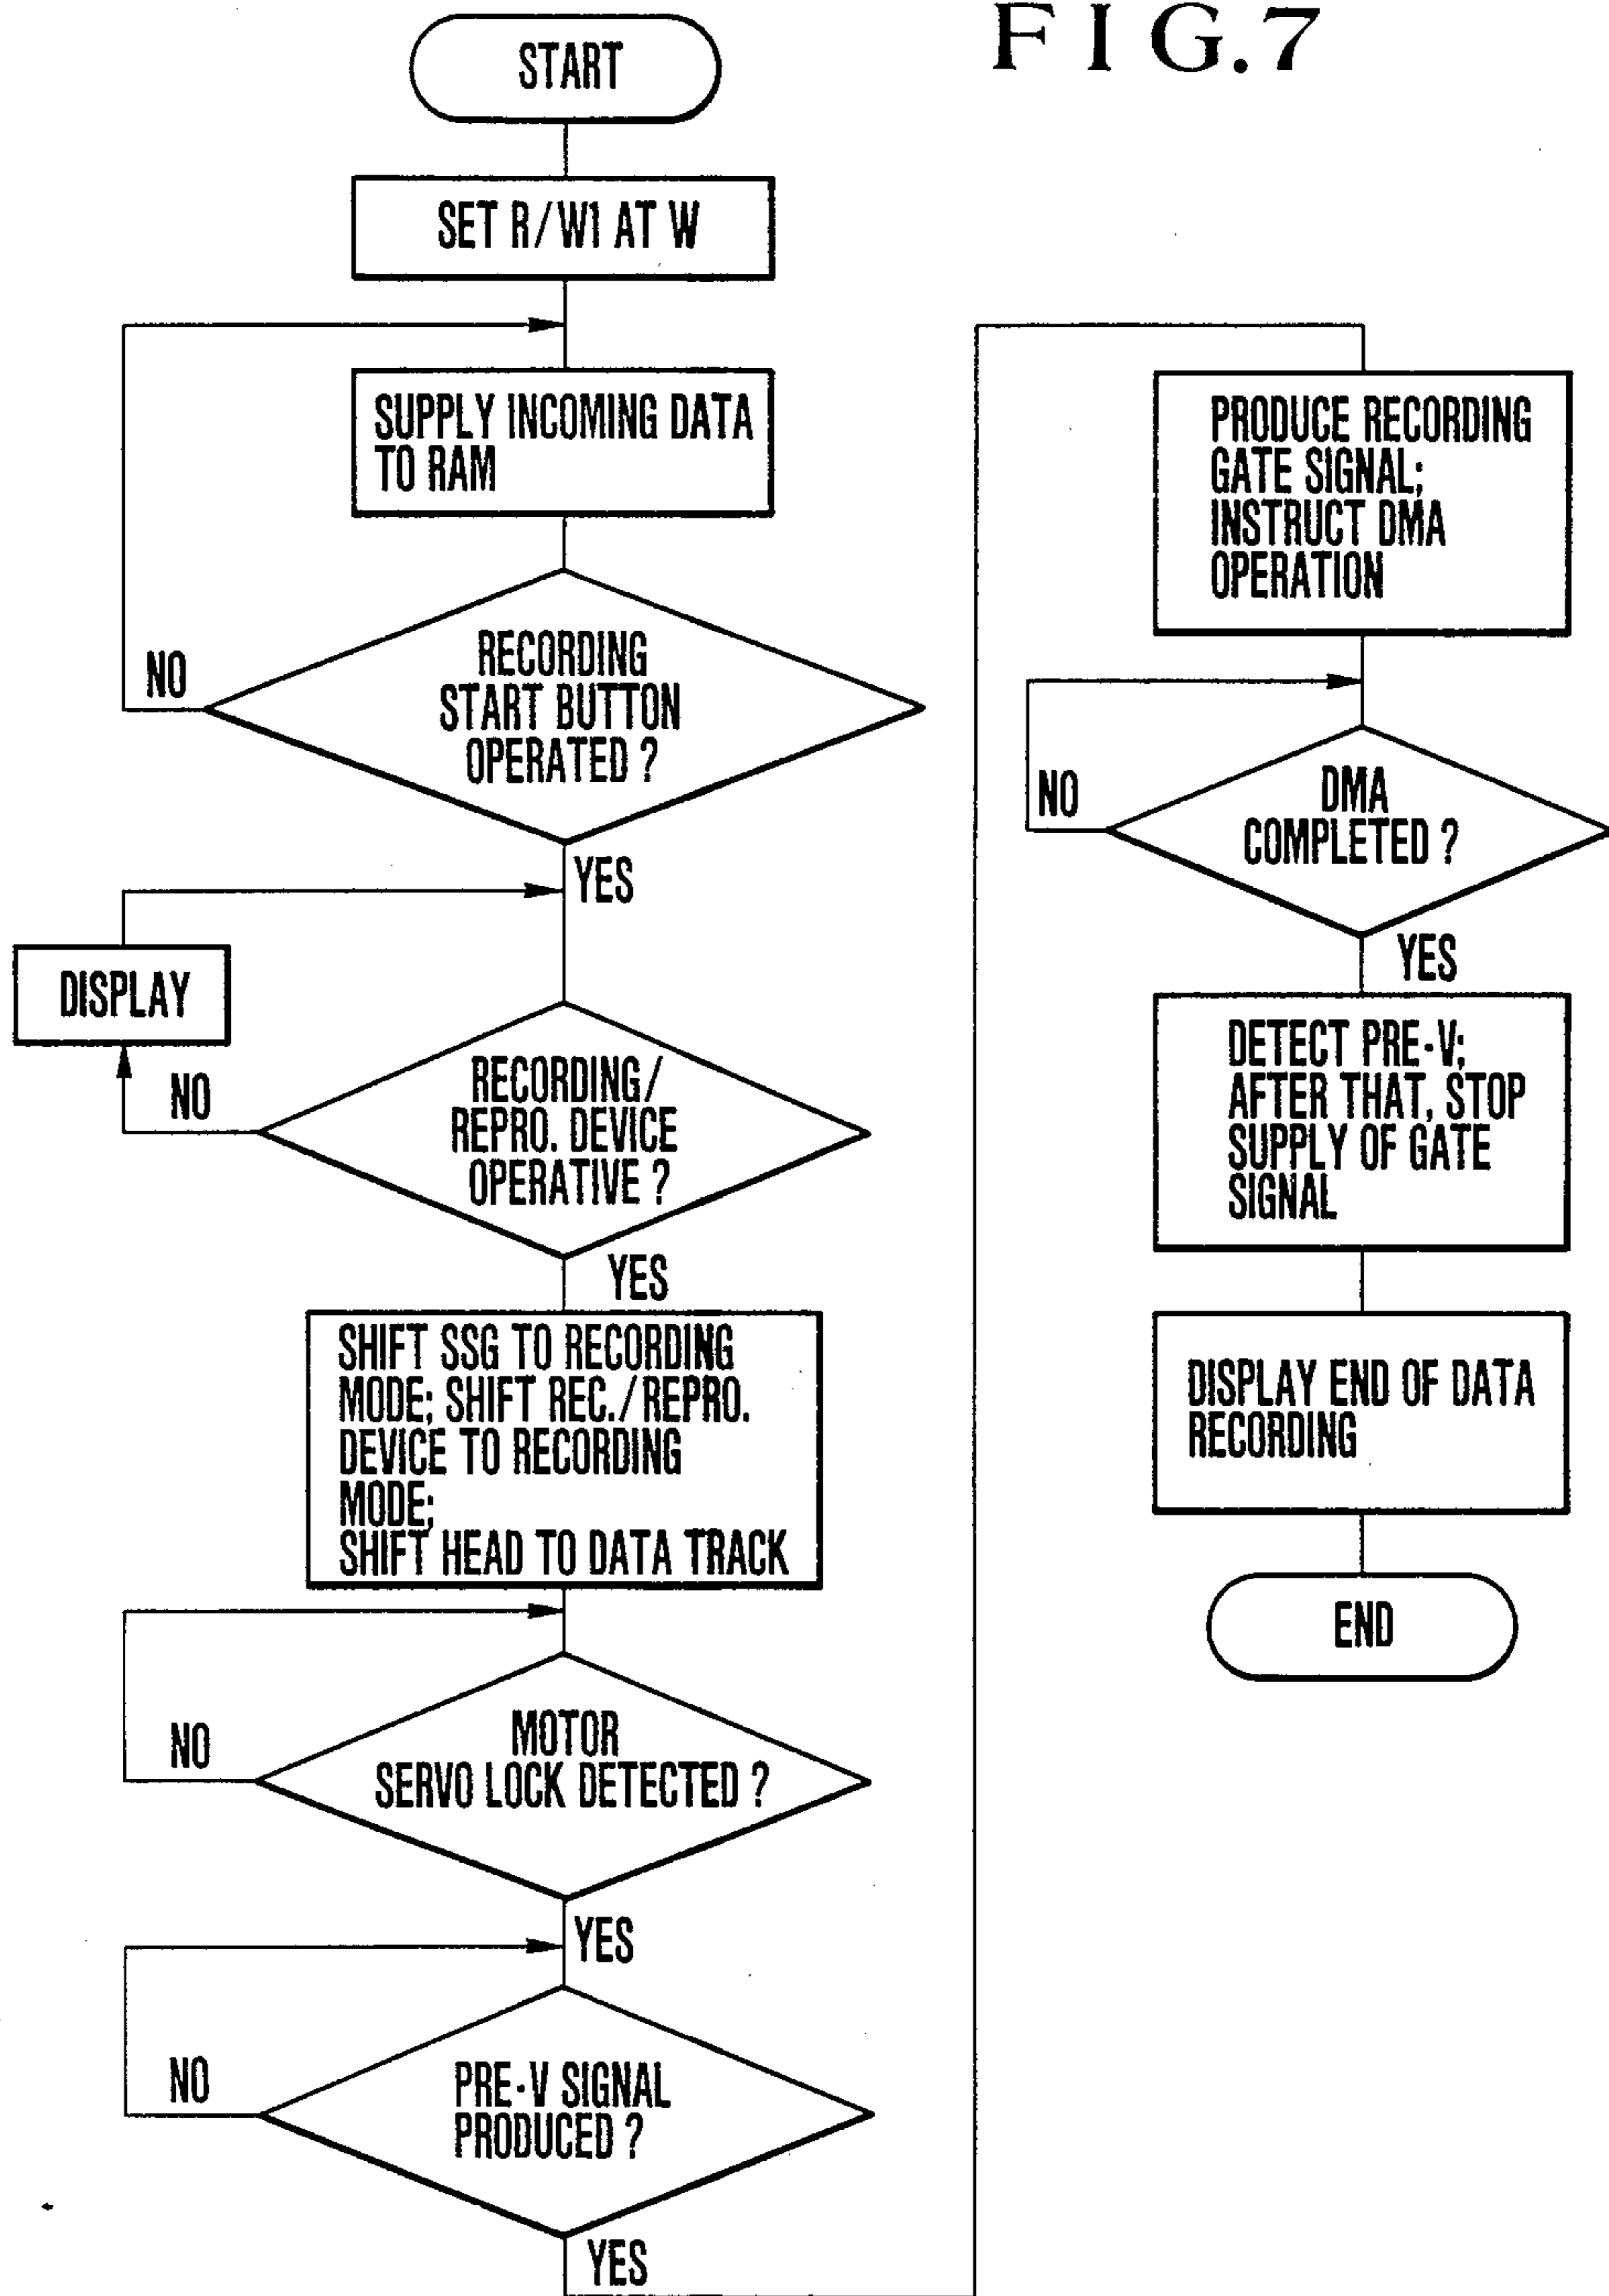 FIG.7
START
SET R/W1 AT W
SUPPLY INCOMING DATA
TO RAM
RECORDING
START BUTTON
OPERATED ?
NO
YES
DISPLAY
RECORDING/
REPRO. DEVICE
OPERATIVE ?
NO
YES
SHIFT SSG TO RECORDING
MODE; SHIFT REC./REPRO.
DEVICE TO RECORDING
MODE;
SHIFT HEAD TO DATA TRACK
MOTOR
SERVO LOCK DETECTED ?
NO
YES
PRE-V SIGNAL
PRODUCED ?
NO
YES
PRODUCE RECORDING
GATE SIGNAL;
INSTRUCT DMA
OPERATION
DMA
COMPLETED ?
NO
YES
DETECT PRE-V;
AFTER THAT, STOP
SUPPLY OF GATE
SIGNAL
DISPLAY END OF DATA
RECORDING
END